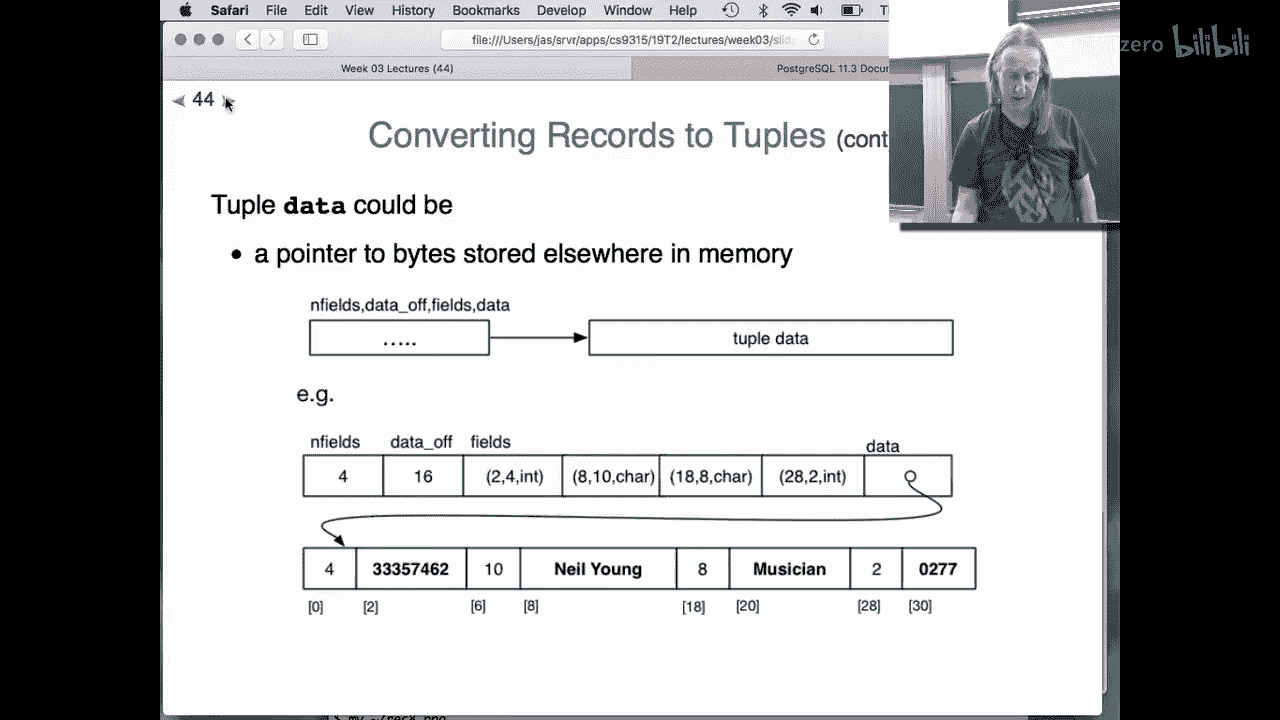 Safari File Edit View History Bookmarks Develop Window Help
zero bilibili
file:///Users/jas/srvr/apps/cs9315/19T2/lectures/week03/slid
Week 03 Lectures (44)
PostgreSQL 11.3 Docu
44
Converting Records to Tuples (cont
Tuple data could be
• a pointer to bytes stored elsewhere in memory
nfields,data_off,fields,data
..... tuple data
e.g.
nfields data_off fields data
4 16 (2,4,int) (8,10,char) (18,8,char) (28,2,int)
4 33357462 10 Neil Young 8 Musician 2 0277
[0] [2] [6] [8] [18] [20] [28] [30]